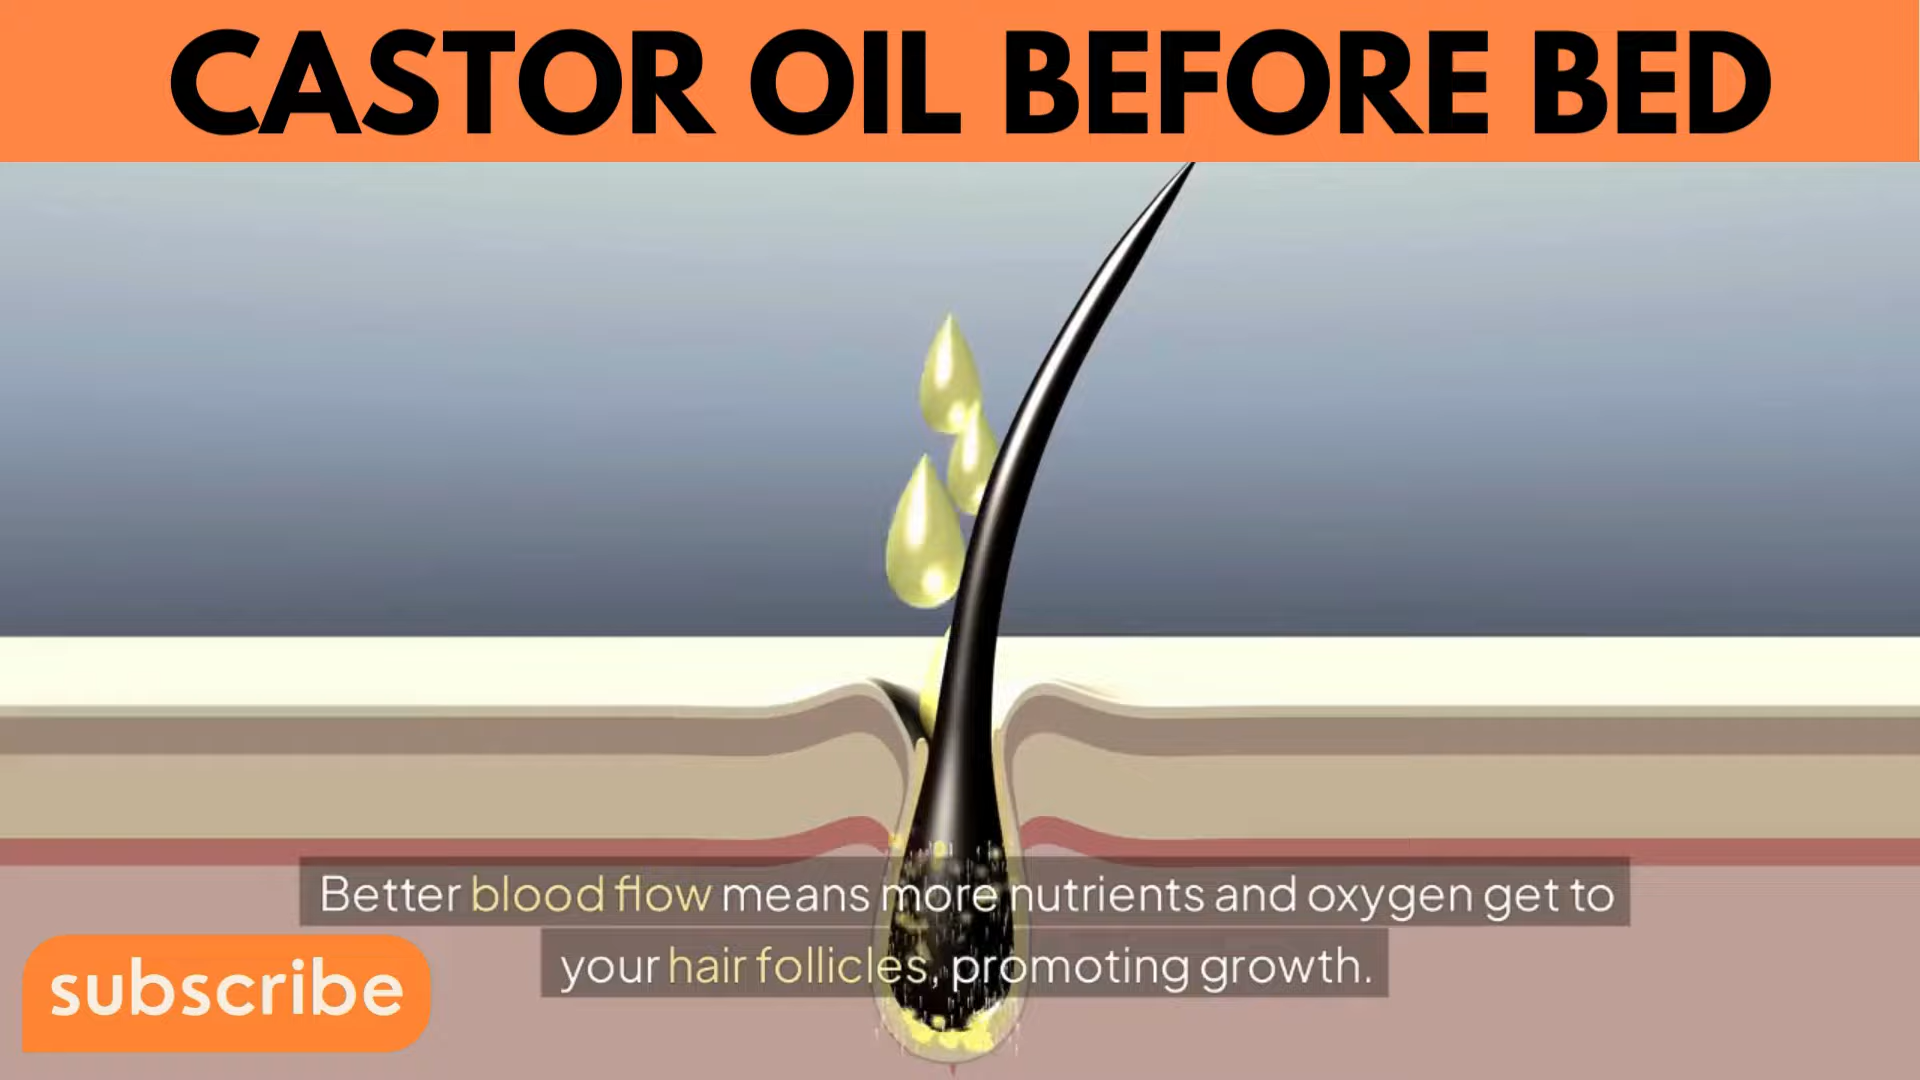 CASTOR OIL BEFORE BED
Better blood flow means more nutrients and oxygen get to
your hair follicles, promoting growth.
subscribe